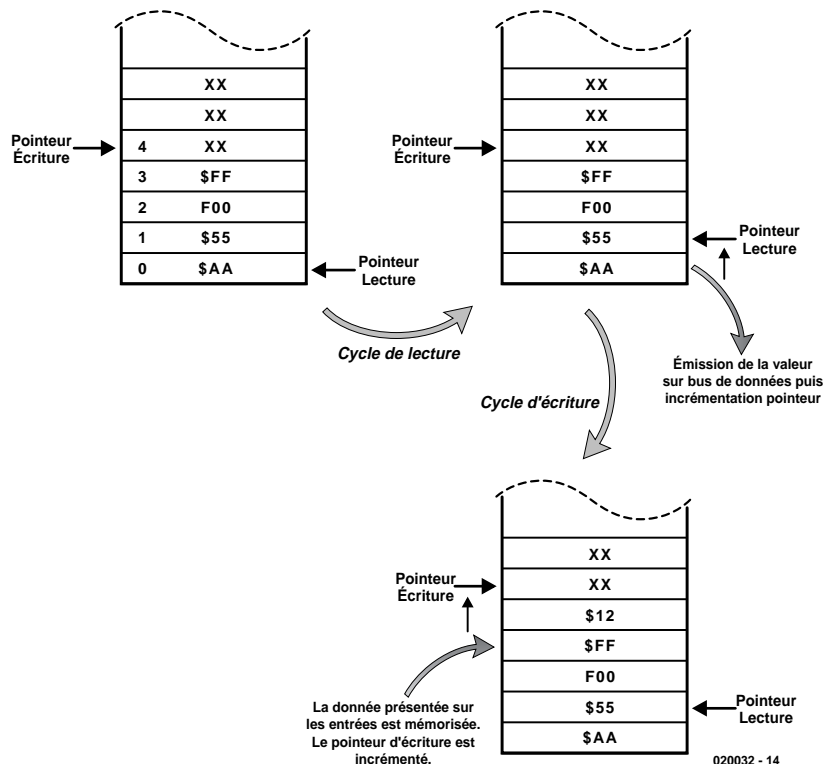 XX
XX
Pointeur
Écriture
4 XX
3 $FF
2 F00
1 $55
0 $AA
Pointeur
Lecture
XX
XX
Pointeur
Écriture
XX
$FF
F00
$55
$AA
Pointeur
Lecture
Cycle de lecture
Émission de la valeur
sur bus de données puis
incrémentation pointeur
Cycle d'écriture
XX
Pointeur
Écriture
XX
$12
$FF
F00
$55
$AA
Pointeur
Lecture
La donnée présentée sur
les entrées est mémorisée.
Le pointeur d'écriture est
incrémenté.
020032 - 14